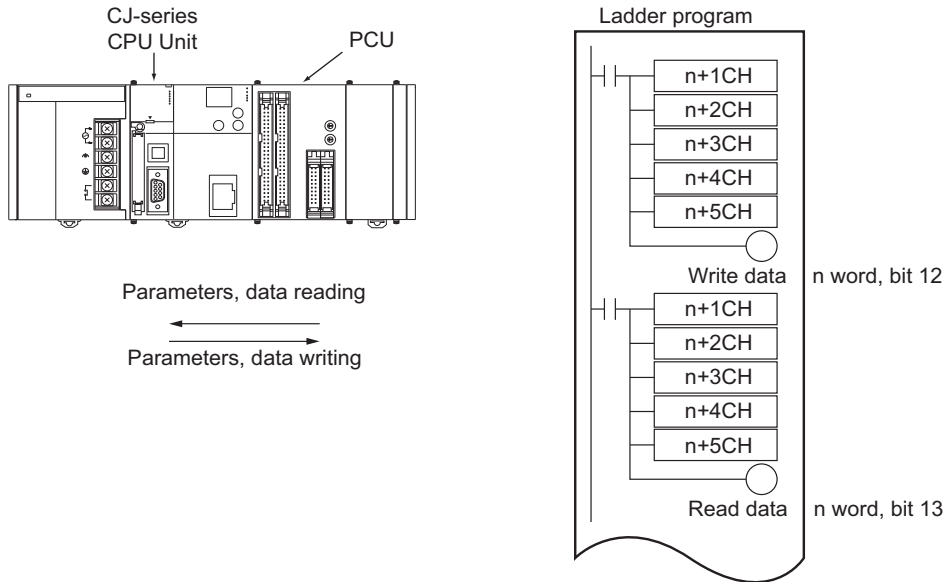 CJ-series
CPU Unit
PCU
Parameters, data reading
Parameters, data writing
Ladder program
n+1CH
n+2CH
n+3CH
n+4CH
n+5CH
Write data n word, bit 12
n+1CH
n+2CH
n+3CH
n+4CH
n+5CH
Read data n word, bit 13